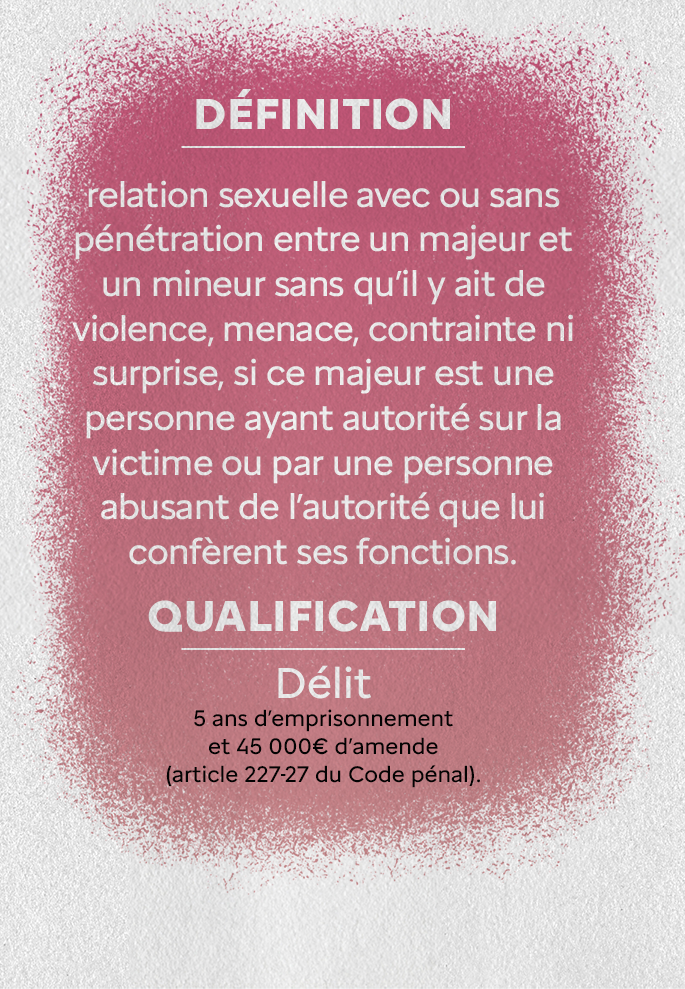 DÉFINITION
relation sexuelle avec ou sans
pénétration entre un majeur et
un mineur sans qu’il y ait de
violence, menace, contrainte ni
surprise, si ce majeur est une
personne ayant autorité sur la
victime ou par une personne
abusant de l’autorité que lui
confèrent ses fonctions.
QUALIFICATION
Délit
5 ans d’emprisonnement
et 45 000€ d’amende
(article 227-27 du Code pénal).